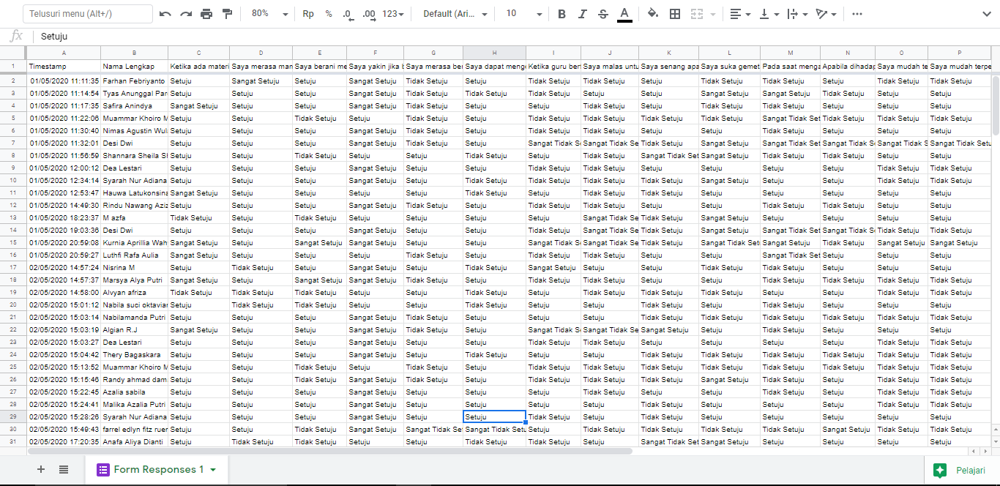 Telusuri menu (Alt+/) 80% Rp % .0 .00 123 Default (Ari... 10 B I S A
fx Setuju
A B C D E F G H I J K L M N O P
1 Timestamp Nama Lengkap Ketika ada materi Saya merasa man Saya berani me Saya yakin jika b Saya merasa ber Saya dapat menge Ketika guru bert Saya malas untu Saya senang apa Saya suka gemet Pada saat menga Apabila dihadap Saya mudah te Saya mudah terpe
2 01/05/2020 11:11:35 Farhan Febriyanto Setuju Sangat Setuju Setuju Sangat Setuju Tidak Setuju Setuju Tidak Setuju Tidak Setuju Setuju Tidak Setuju Tidak Setuju Setuju Tidak Setuju Tidak Setuju
3 01/05/2020 11:14:54 Tyas Anunggal Par Setuju Setuju Setuju Sangat Setuju Tidak Setuju Tidak Setuju Tidak Setuju Tidak Setuju Setuju Sangat Setuju Sangat Setuju Tidak Setuju Setuju Setuju
4 01/05/2020 11:17:35 Safira Anindya Sangat Setuju Setuju Setuju Sangat Setuju Tidak Setuju Setuju Setuju Tidak Setuju Setuju Tidak Setuju Tidak Setuju Setuju Setuju Setuju
5 01/05/2020 11:22:06 Muammar Khoiro M Setuju Setuju Tidak Setuju Setuju Tidak Setuju Setuju Tidak Setuju Tidak Setuju Tidak Setuju Tidak Setuju Sangat Tidak Set Tidak Setuju Tidak Setuju Tidak Setuju
6 01/05/2020 11:30:40 Nimas Agustin Wul Setuju Setuju Setuju Sangat Setuju Setuju Setuju Tidak Setuju Tidak Setuju Setuju Setuju Tidak Setuju Setuju Setuju Setuju
7 01/05/2020 11:32:01 Desi Dwi Setuju Setuju Setuju Sangat Setuju Tidak Setuju Setuju Sangat Tidak Se Sangat Tidak Se Tidak Setuju Sangat Setuju Sangat Tidak Set Sangat Tidak S Sangat Tidak S Sangat Tidak Setu
8 01/05/2020 11:56:59 Shannara Sheila Sh Setuju Setuju Tidak Setuju Setuju Setuju Tidak Setuju Setuju Tidak Setuju Sangat Tidak Set Sangat Setuju Tidak Setuju Tidak Setuju Setuju Setuju
9 01/05/2020 12:00:12 Dea Lestari Setuju Setuju Setuju Sangat Setuju Setuju Setuju Tidak Setuju Tidak Setuju Setuju Setuju Setuju Setuju Tidak Setuju Tidak Setuju
10 01/05/2020 12:34:14 Syarah Nur Adiana Setuju Setuju Setuju Sangat Setuju Setuju Tidak Setuju Tidak Setuju Tidak Setuju Tidak Setuju Sangat Setuju Setuju Setuju Tidak Setuju Tidak Setuju
11 01/05/2020 12:53:47 Hauwa Latukonsina Sangat Setuju Setuju Setuju Setuju Setuju Tidak Setuju Setuju Tidak Setuju Tidak Setuju Setuju Tidak Setuju Setuju Setuju Setuju
12 01/05/2020 14:49:30 Rindu Nawang Aziz Setuju Setuju Setuju Sangat Setuju Tidak Setuju Setuju Tidak Setuju Tidak Setuju Setuju Setuju Tidak Setuju Tidak Setuju Setuju Setuju
13 01/05/2020 18:23:37 M azfa Tidak Setuju Setuju Tidak Setuju Setuju Setuju Setuju Setuju Sangat Tidak Se Tidak Setuju Sangat Setuju Setuju Setuju Setuju Setuju
14 01/05/2020 19:03:36 Desi Dwi Setuju Setuju Setuju Sangat Setuju Setuju Setuju Tidak Setuju Sangat Tidak Se Tidak Setuju Setuju Sangat Tidak Set Sangat Tidak S Tidak Setuju Tidak Setuju
15 01/05/2020 20:59:08 Kurnia Aprillia Wah Sangat Setuju Setuju Sangat Setuju Sangat Setuju Setuju Setuju Sangat Tidak Se Sangat Tidak Se Tidak Setuju Sangat Tidak Set Sangat Setuju Tidak Setuju Sangat Setuju Sangat Setuju
16 01/05/2020 20:59:27 Luthfi Rafa Aulia Sangat Setuju Setuju Setuju Setuju Tidak Setuju Setuju Tidak Setuju Tidak Setuju Setuju Setuju Sangat Tidak Set Setuju Setuju Setuju
17 02/05/2020 14:57:24 Nisrina M Setuju Tidak Setuju Setuju Sangat Setuju Setuju Tidak Setuju Sangat Setuju Setuju Setuju Tidak Setuju Setuju Tidak Setuju Setuju Setuju
18 02/05/2020 14:57:37 Marsya Alya Putri Sangat Setuju Setuju Sangat Setuju Sangat Setuju Tidak Setuju Setuju Tidak Setuju Tidak Setuju Setuju Setuju Tidak Setuju Tidak Setuju Tidak Setuju Tidak Setuju
19 02/05/2020 14:58:00 Alvyan afriza Tidak Setuju Tidak Setuju Tidak Setuju Setuju Setuju Tidak Setuju Setuju Tidak Setuju Tidak Setuju Tidak Setuju Setuju Tidak Setuju Setuju Tidak Setuju
20 02/05/2020 15:01:12 Nabila suci oktaviar Setuju Tidak Setuju Tidak Setuju Setuju Setuju Tidak Setuju Setuju Setuju Tidak Setuju Setuju Tidak Setuju Setuju Tidak Setuju Setuju
21 02/05/2020 15:03:14 Nabilamanda Putri Setuju Setuju Setuju Sangat Setuju Tidak Setuju Setuju Setuju Setuju Tidak Setuju Tidak Setuju Tidak Setuju Tidak Setuju Tidak Setuju Tidak Setuju
22 02/05/2020 15:03:19 Algian R.J Sangat Setuju Setuju Setuju Sangat Setuju Tidak Setuju Setuju Sangat Tidak Se Sangat Tidak Se Sangat Setuju Setuju Tidak Setuju Setuju Tidak Setuju Setuju
23 02/05/2020 15:03:27 Dea Lestari Setuju Setuju Setuju Sangat Setuju Setuju Setuju Tidak Setuju Tidak Setuju Setuju Setuju Setuju Setuju Tidak Setuju Tidak Setuju
24 02/05/2020 15:04:42 Thery Bagaskara Setuju Setuju Setuju Sangat Setuju Setuju Tidak Setuju Setuju Setuju Tidak Setuju Tidak Setuju Tidak Setuju Tidak Setuju Tidak Setuju Tidak Setuju
25 02/05/2020 15:13:52 Muammar Khoiro M Setuju Setuju Tidak Setuju Setuju Tidak Setuju Setuju Tidak Setuju Tidak Setuju Tidak Setuju Tidak Setuju Tidak Setuju Tidak Setuju Tidak Setuju Tidak Setuju
26 02/05/2020 15:15:46 Randy ahmad dam Setuju Setuju Tidak Setuju Sangat Setuju Tidak Setuju Setuju Tidak Setuju Tidak Setuju Tidak Setuju Sangat Setuju Tidak Setuju Setuju Tidak Setuju Tidak Setuju
27 02/05/2020 15:22:45 Azalia sabila Setuju Setuju Setuju Sangat Setuju Setuju Setuju Setuju Tidak Setuju Setuju Setuju Tidak Setuju Setuju Setuju Setuju
28 02/05/2020 15:24:41 Malika Azalia Putri Setuju Setuju Setuju Sangat Setuju Setuju Setuju Setuju Setuju Tidak Setuju Setuju Tidak Setuju Setuju Tidak Setuju Tidak Setuju
29 02/05/2020 15:28:26 Syarah Nur Adiana Setuju Setuju Setuju Sangat Setuju Setuju Setuju Tidak Setuju Setuju Tidak Setuju Setuju Setuju Setuju Tidak Setuju Tidak Setuju
30 02/05/2020 15:49:43 farrel edlyn fitz ruer Setuju Setuju Tidak Setuju Sangat Setuju Sangat Tidak Set Sangat Tidak Setu Setuju Tidak Setuju Tidak Setuju Tidak Setuju Tidak Setuju Sangat Setuju Tidak Setuju Tidak Setuju
31 02/05/2020 17:20:35 Anafa Aliya Dianti Setuju Tidak Setuju Tidak Setuju Setuju Setuju Tidak Setuju Tidak Setuju Setuju Sangat Tidak Set Sangat Setuju Setuju Setuju Setuju Setuju
Form Responses 1 Pelajari